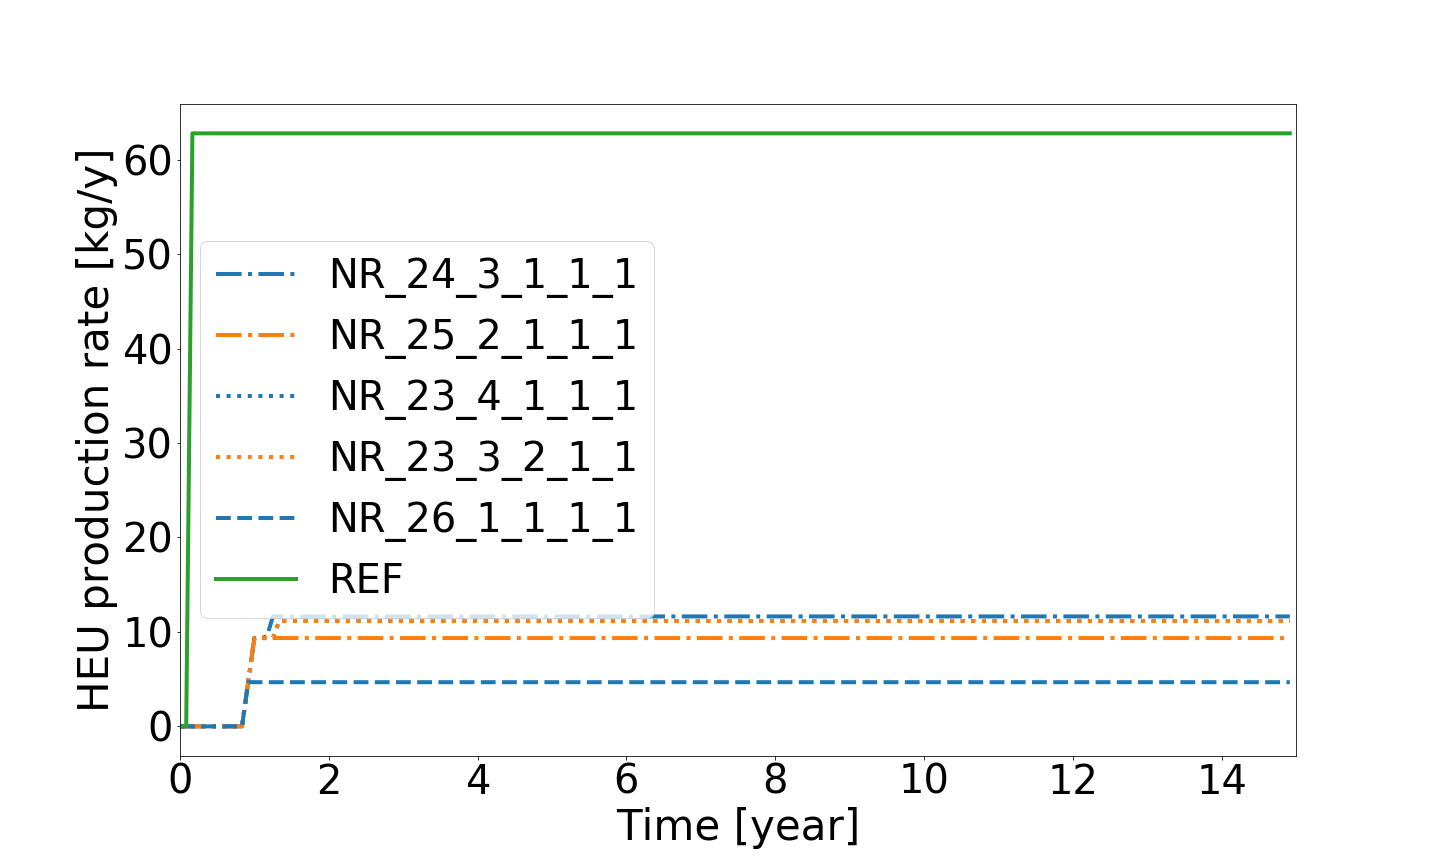 HEU production rate [kg/y]
60
50
40
30
20
10
0
NR_24_3_1_1_1
NR_25_2_1_1_1
NR_23_4_1_1_1
NR_23_3_2_1_1
NR_26_1_1_1_1
REF
0 2 4 6 8 10 12 14
Time [year]